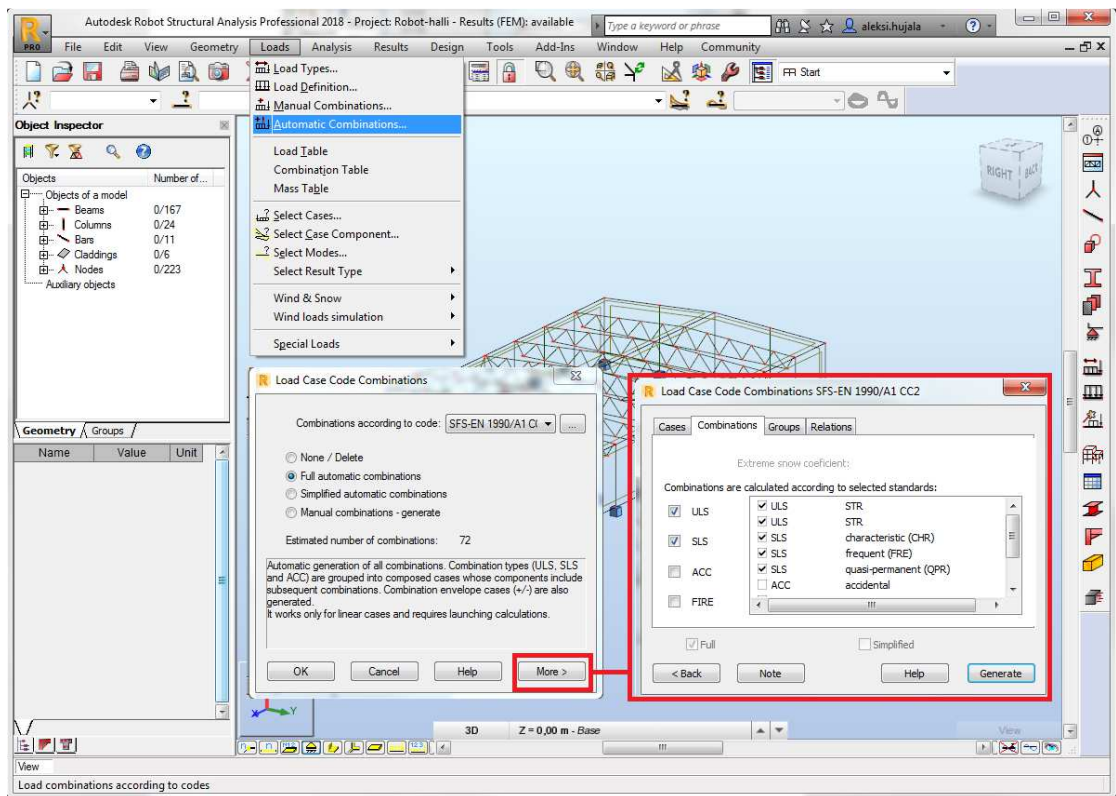 Autodesk Robot Structural Analysis Professional 2018 - Project: Robot-halli - Results (FEM): available
Type a keyword or phrase
aleksi.hujala
PRO
File Edit View Geometry Loads Analysis Results Design Tools Add-Ins Window Help Community
Start
Load Types...
Load Definition...
Manual Combinations...
Automatic Combinations...
Load Table
Combination Table
Mass Table
Select Cases...
Select Case Component...
Select Modes...
Select Result Type
Wind & Snow
Wind loads simulation
Special Loads
Object Inspector
Objects Number of...
Objects of a model
Beams 0/167
Columns 0/24
Bars 0/11
Claddings 0/6
Nodes 0/223
Auxiliary objects
Geometry Groups
Name Value Unit
RIGHT BACK
Load Case Code Combinations
Combinations according to code: SFS-EN 1990/A1 C
...
None / Delete
Full automatic combinations
Simplified automatic combinations
Manual combinations - generate
Estimated number of combinations: 72
Automatic generation of all combinations. Combination types (ULS, SLS
and ACC) are grouped into composed cases whose components include
subsequent combinations. Combination envelope cases (+/-) are also
generated.
It works only for linear cases and requires launching calculations.
OK Cancel Help More >
Load Case Code Combinations SFS-EN 1990/A1 CC2
Cases Combinations Groups Relations
Extreme snow coeficient:
Combinations are calculated according to selected standards:
ULS
SLS
ACC
FIRE
ULS STR
ULS STR
SLS characteristic (CHR)
SLS frequent (FRE)
SLS quasi-permanent (QPR)
ACC accidental
Full Simplified
< Back Note Help Generate
X Y
3D Z = 0,00 m - Base
View
View
Load combinations according to codes